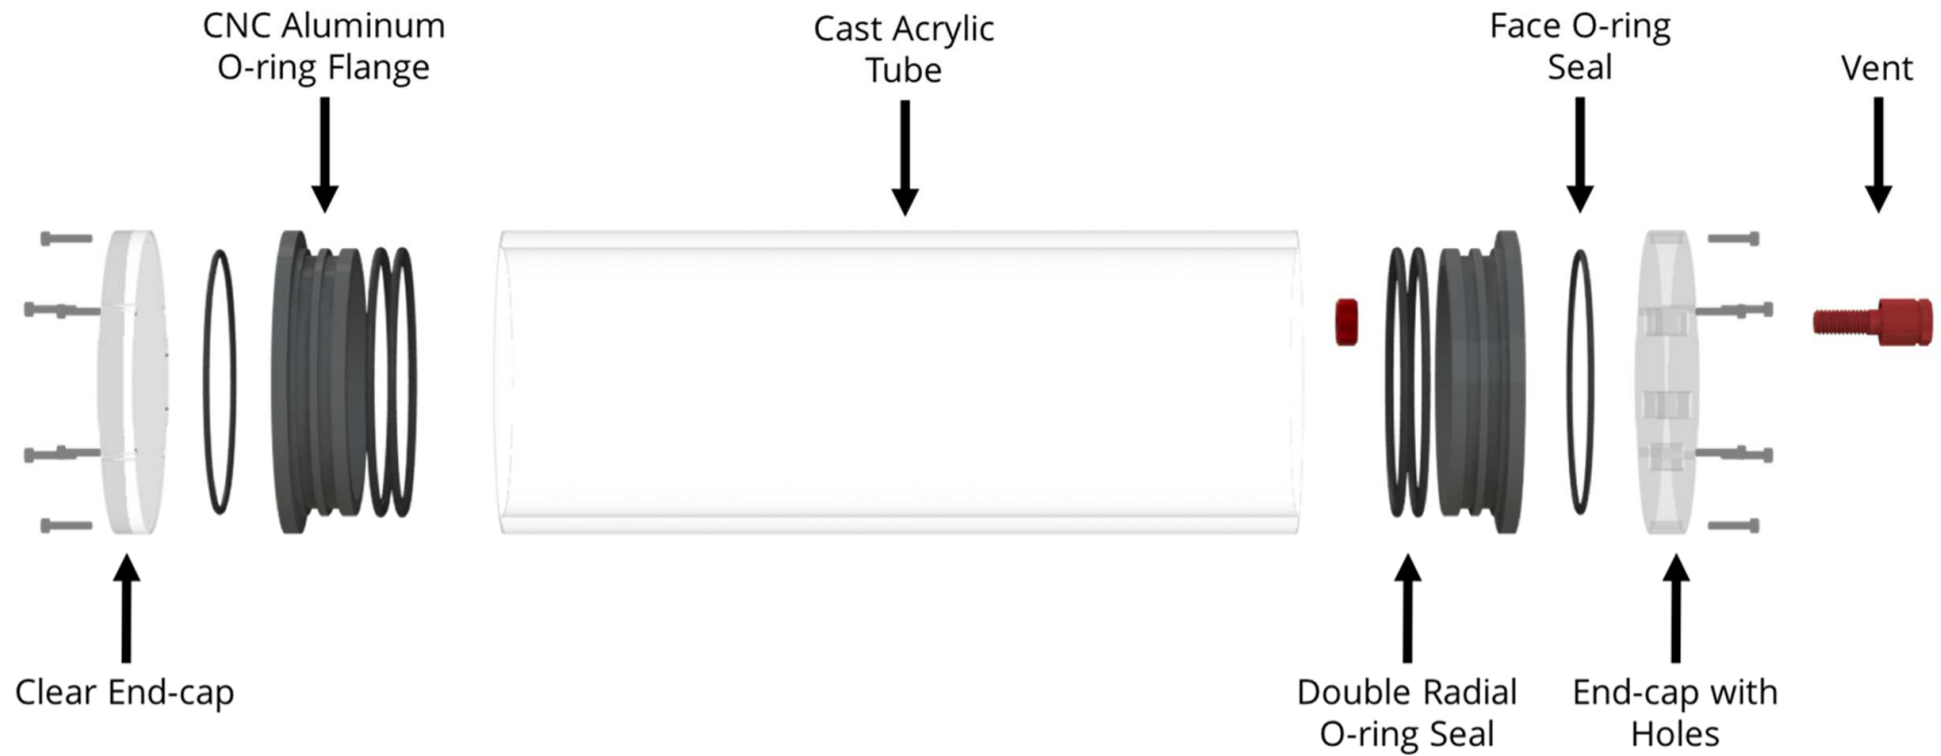 CNC Aluminum
O-ring Flange
Cast Acrylic
Tube
Face O-ring
Seal
Vent
Clear End-cap
Double Radial
O-ring Seal
End-cap with
Holes